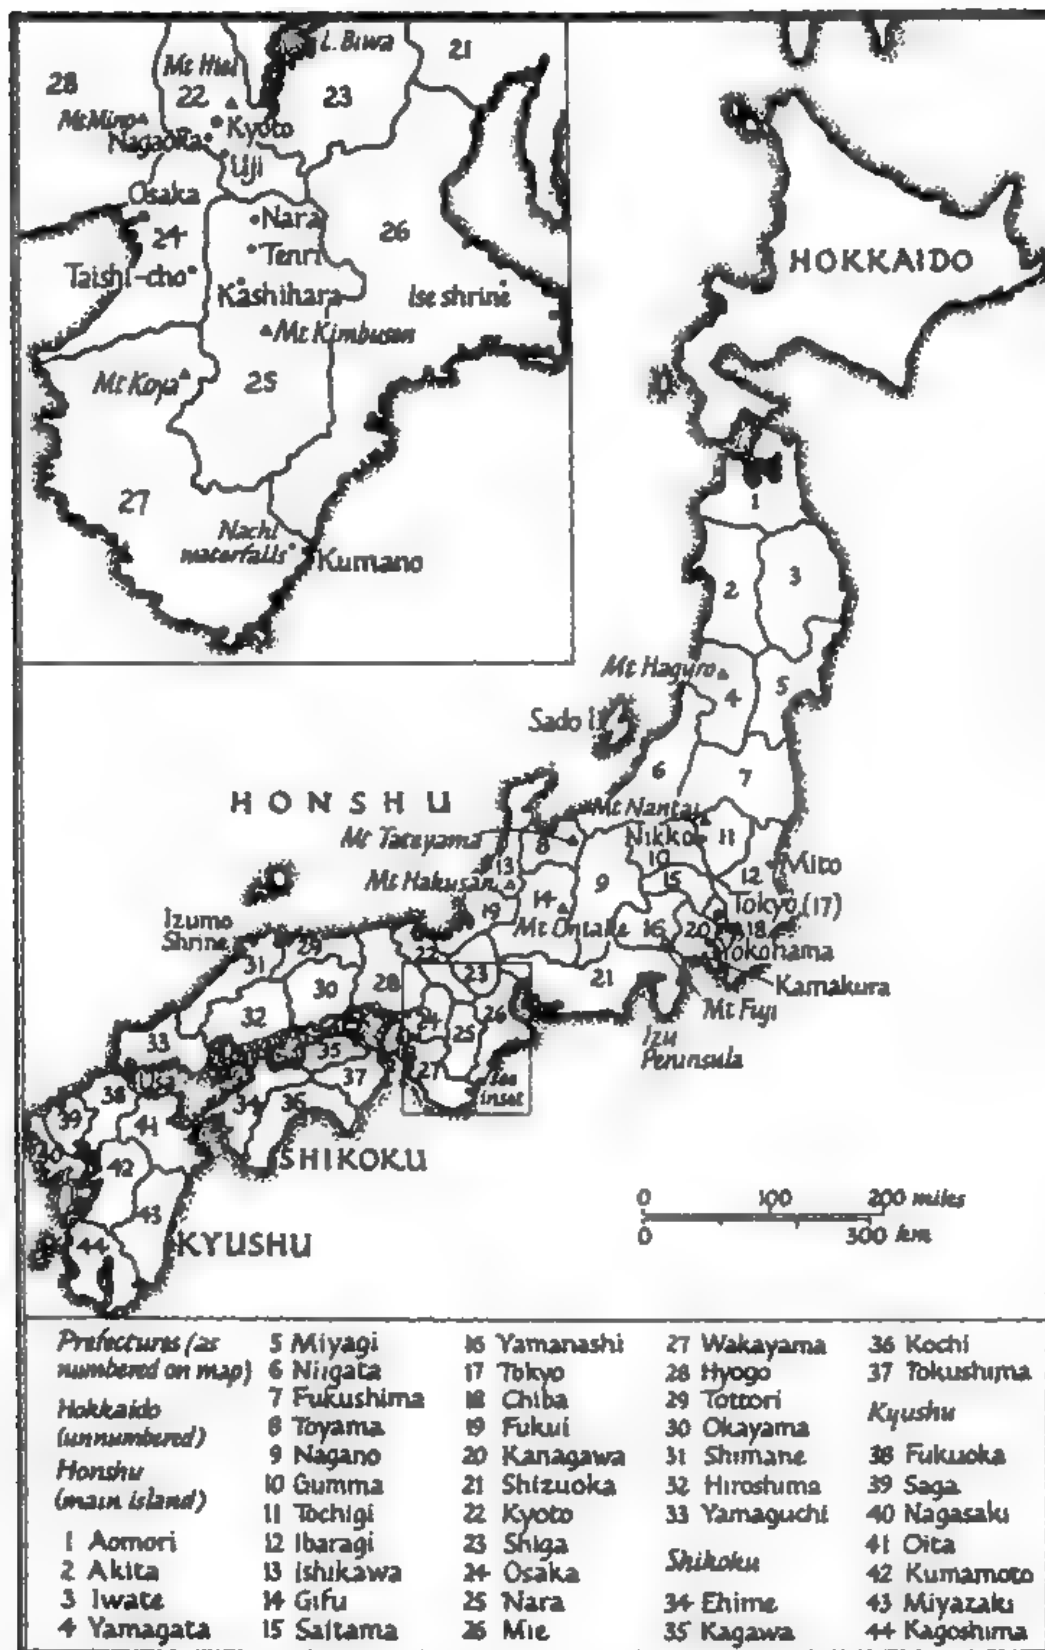 L. Biwa
21
28
Mt Hiei
22
23
Mt Mino
Kyoto
Nagaoka
Uji
Osaka
Nara
24
26
Tenri
Taishi-cho
Kashihara
Ise shrine
Mt Kimbusen
Mt Koya
25
27
Nachi
waterfalls
Kumano
HOKKAIDO
1
2
3
Mt Haguro
4
5
Sado I
6
7
HONSHU
Mt Nantai
Mt Tateyama
8
Nikko
11
13
10
12
Mito
Mt Hakusan
14
9
15
19
Tokyo (17)
Izumo
Shrine
Mt Ontake
16
20
18
22
Yokohama
31
29
28
23
21
Kamakura
30
26
Mt Fuji
32
24
25
Izu
Peninsula
33
35
27
See
inset
Usa
37
38
34
36
39
41
40
42
SHIKOKU
43
0 100 200 miles
0 300 km
44
KYUSHU
Prefectures (as
numbered on map)
Hokkaido
(unnumbered)
Honshu
(main island)
1 Aomori
2 Akita
3 Iwate
4 Yamagata
5 Miyagi
6 Niigata
7 Fukushima
8 Toyama
9 Nagano
10 Gumma
11 Tochigi
12 Ibaragi
13 Ishikawa
14 Gifu
15 Saitama
16 Yamanashi
17 Tokyo
18 Chiba
19 Fukui
20 Kanagawa
21 Shizuoka
22 Kyoto
23 Shiga
24 Osaka
25 Nara
26 Mie
27 Wakayama
28 Hyogo
29 Tottori
30 Okayama
31 Shimane
32 Hiroshima
33 Yamaguchi
Shikoku
34 Ehime
35 Kagawa
36 Kochi
37 Tokushima
Kyushu
38 Fukuoka
39 Saga
40 Nagasaki
41 Oita
42 Kumamoto
43 Miyazaki
44 Kagoshima